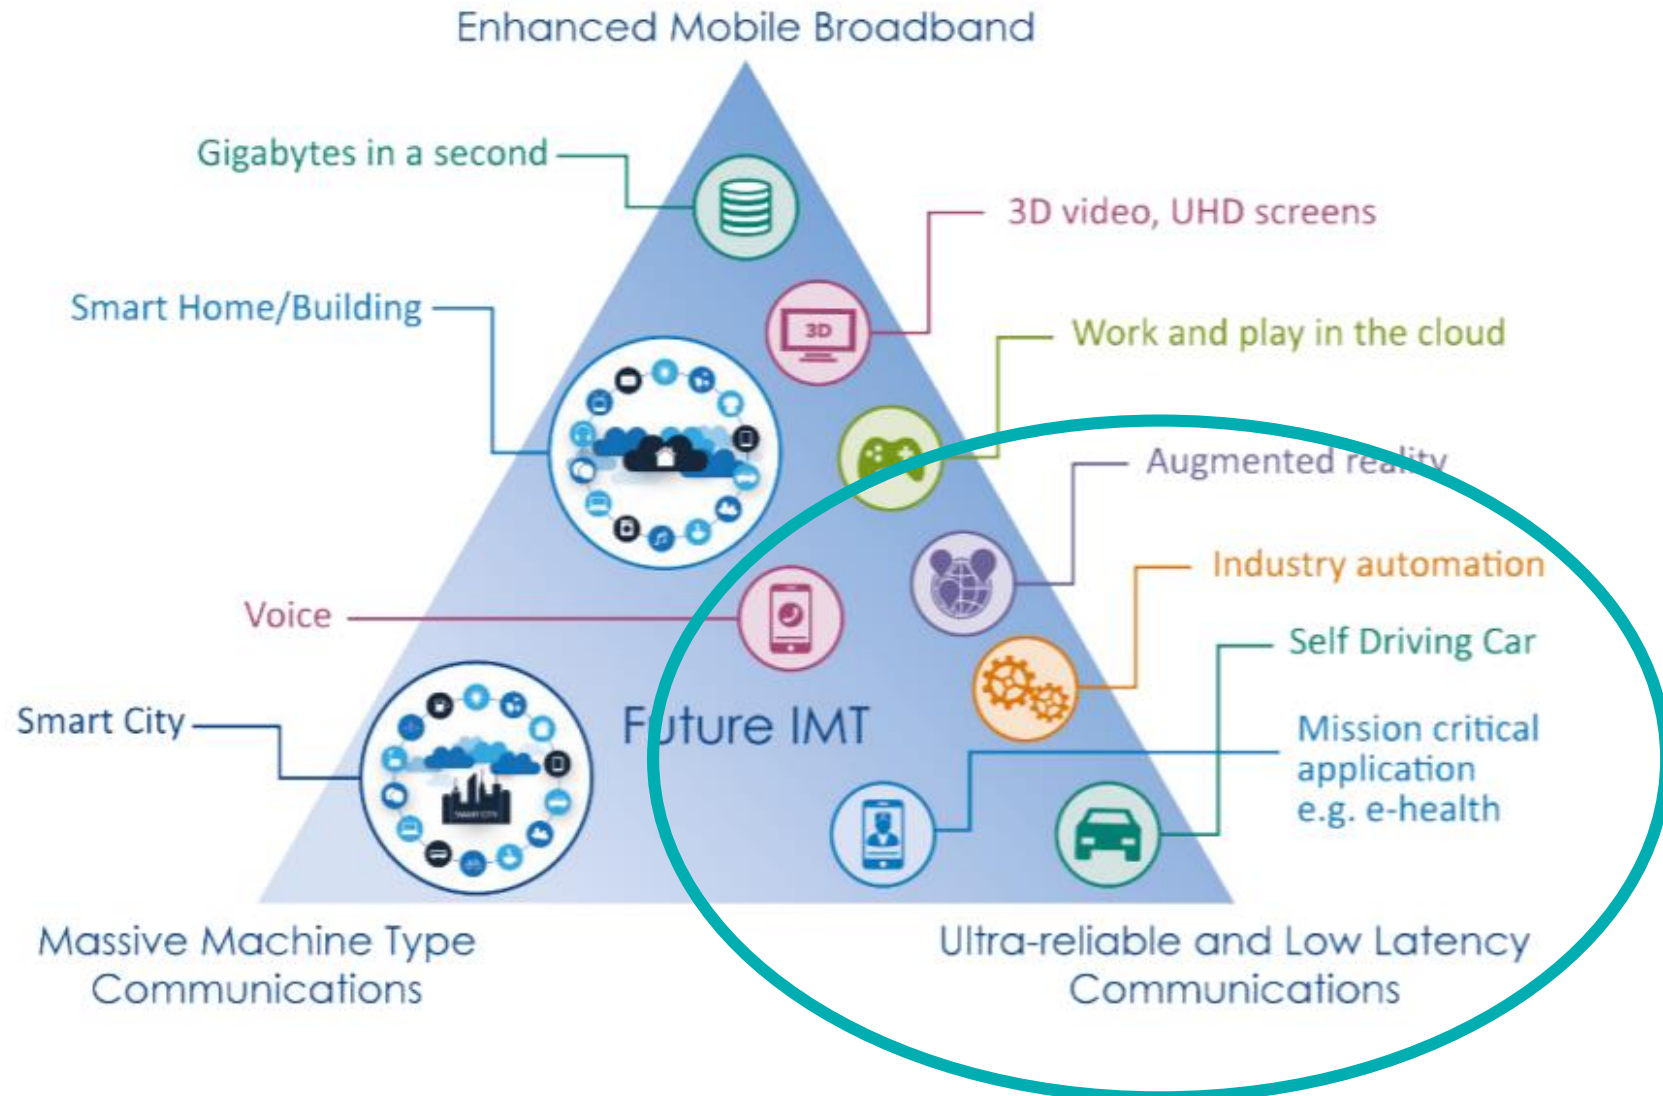 Enhanced Mobile Broadband
Gigabytes in a second
3D video, UHD screens
3D
Smart Home/Building
Work and play in the cloud
Augmented reality
Industry automation
Voice
Self Driving Car
Smart City
Future IMT
Mission critical
application
e.g. e-health
SMART CITY
Massive Machine Type
Communications
Ultra-reliable and Low Latency
Communications